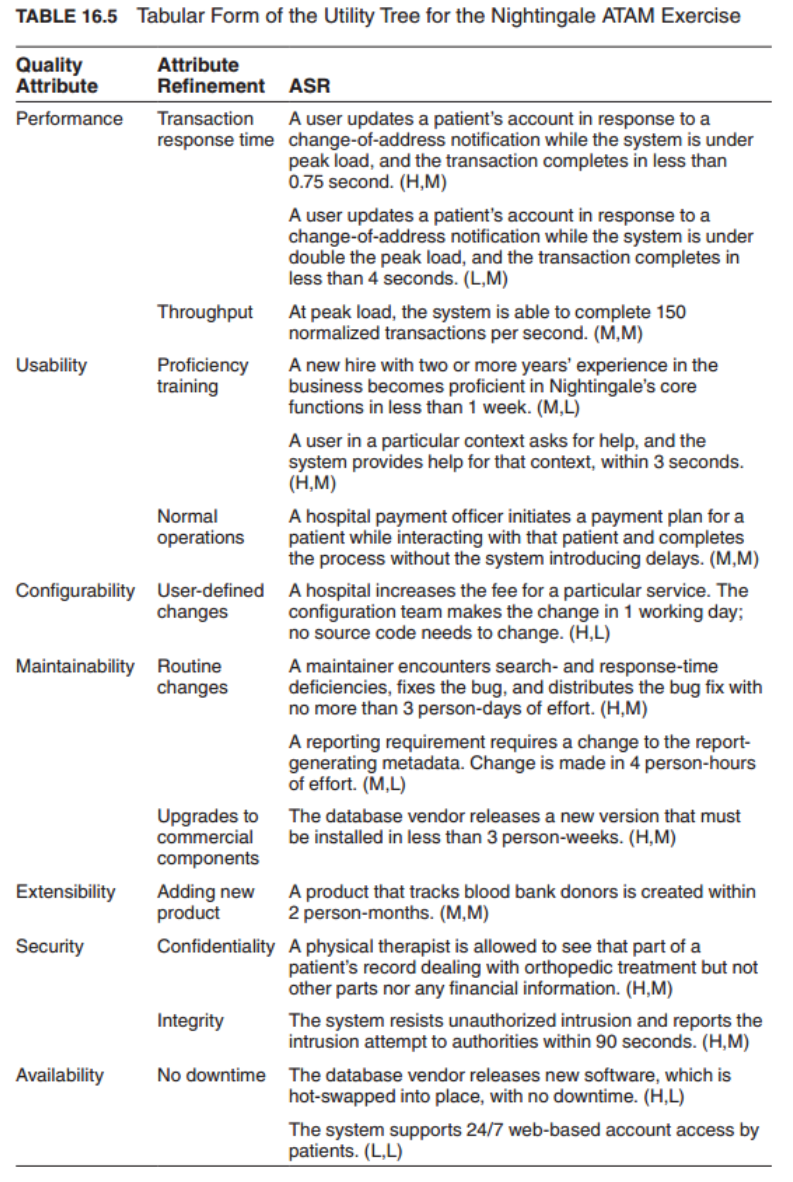 TABLE 16.5 Tabular Form of the Utility Tree for the Nightingale ATAM Exercise
Quality Attribute Attribute Refinement ASR
Performance Transaction A user updates a patient's account in response to a
response time change-of-address notification while the system is under
peak load, and the transaction completes in less than
0.75 second. (H,M)
A user updates a patient's account in response to a
change-of-address notification while the system is under
double the peak load, and the transaction completes in
less than 4 seconds. (L,M)
Throughput At peak load, the system is able to complete 150
normalized transactions per second. (M,M)
Usability Proficiency A new hire with two or more years' experience in the
training business becomes proficient in Nightingale's core
functions in less than 1 week. (M,L)
A user in a particular context asks for help, and the
system provides help for that context, within 3 seconds.
(H,M)
Normal A hospital payment officer initiates a payment plan for a
operations patient while interacting with that patient and completes
the process without the system introducing delays. (M,M)
Configurability User-defined A hospital increases the fee for a particular service. The
changes configuration team makes the change in 1 working day;
no source code needs to change. (H,L)
Maintainability Routine A maintainer encounters search- and response-time
changes deficiencies, fixes the bug, and distributes the bug fix with
no more than 3 person-days of effort. (H,M)
A reporting requirement requires a change to the report-
generating metadata. Change is made in 4 person-hours
of effort. (M,L)
Upgrades to The database vendor releases a new version that must
commercial be installed in less than 3 person-weeks. (H,M)
components
Extensibility Adding new A product that tracks blood bank donors is created within
product 2 person-months. (M,M)
Security Confidentiality A physical therapist is allowed to see that part of a
patient's record dealing with orthopedic treatment but not
other parts nor any financial information. (H,M)
Integrity The system resists unauthorized intrusion and reports the
intrusion attempt to authorities within 90 seconds. (H,M)
Availability No downtime The database vendor releases new software, which is
hot-swapped into place, with no downtime. (H,L)
The system supports 24/7 web-based account access by
patients. (L,L)